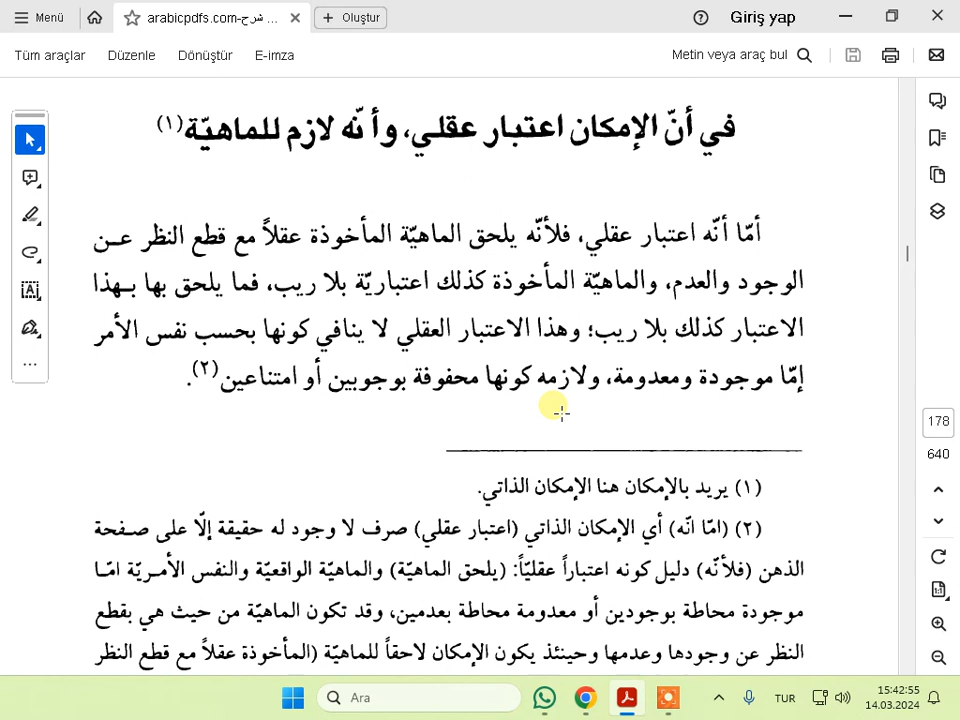 Menü
arabicpdfs.com-شرح ...
Oluştur
Giriş yap
Tüm araçlar
Düzenle
Dönüştür
E-imza
Metin veya araç bul
في أنّ الإمكان اعتبار عقلي، وأنّه لازم للماهيّة(١)
أمّا أنّه اعتبار عقلي، فلأنّه يلحق الماهيّة المأخوذة عقلاً مع قطع النظر عـن
الوجود والعدم، والماهيّة المأخوذة كذلك اعتباريّة بلا ريب، فما يلحق بها بـهذا
الاعتبار كذلك بلا ريب؛ وهذا الاعتبار العقلي لا ينافي كونها بحسب نفس الأمر
إمّا موجودة ومعدومة، ولازمه كونها محفوفة بوجوبين أو امتناعين(٢).
(١) يريد بالإمكان هنا الإمكان الذاتي.
(٢) (امّا انّه) أي الإمكان الذاتي (اعتبار عقلي) صرف لا وجود له حقيقة إلّا على صـفحة
الذهن (فلأنّه) دليل كونه اعتباراً عقليّاً: (يلحق الماهيّة) والماهيّة الواقعيّة والنفس الأمـريّة امّـا
موجودة محاطة بوجودين أو معدومة محاطة بعدمين، وقد تكون الماهيّة من حيث هي بقطع
النظر عن وجودها وعدمها وحينئذ يكون الإمكان لاحقاً للماهيّة (المأخوذة عقلاً مع قطع النظر
178
640
Ara
TUR
15:42:55
14.03.2024